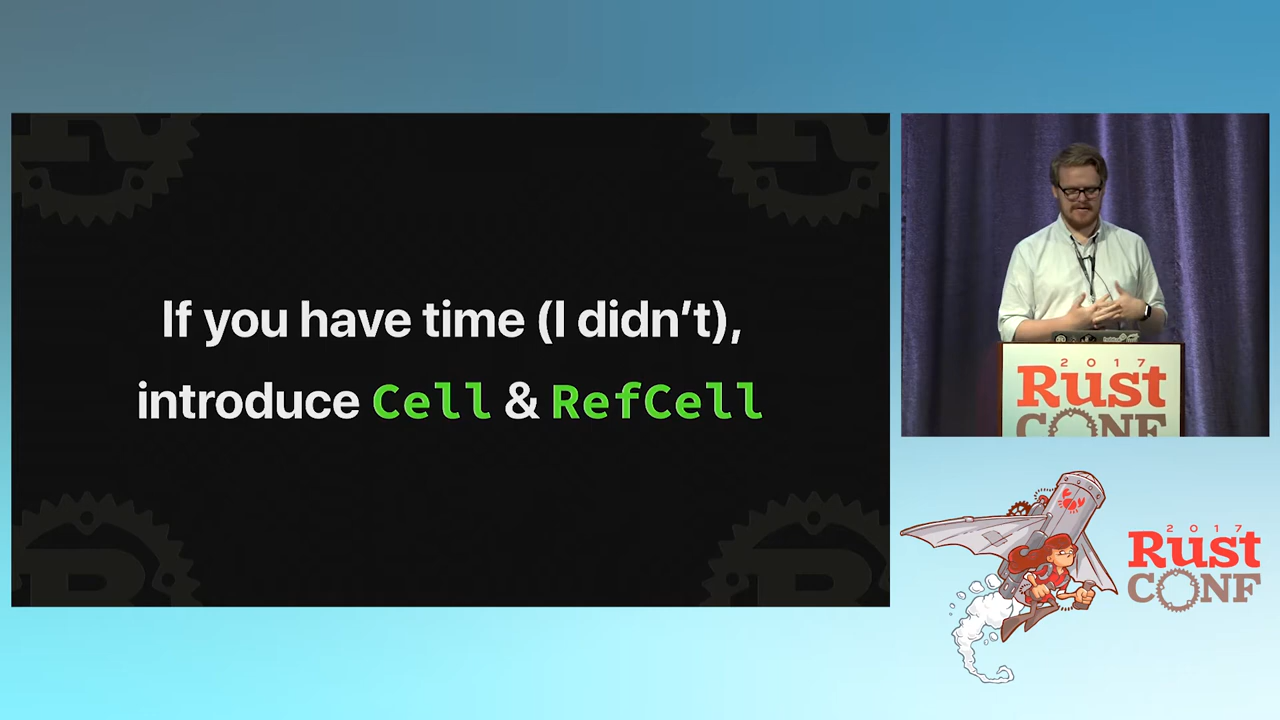 If you have time (I didn’t),
introduce Cell & RefCell
2017
Rust
CONF
2017
Rust
CONF